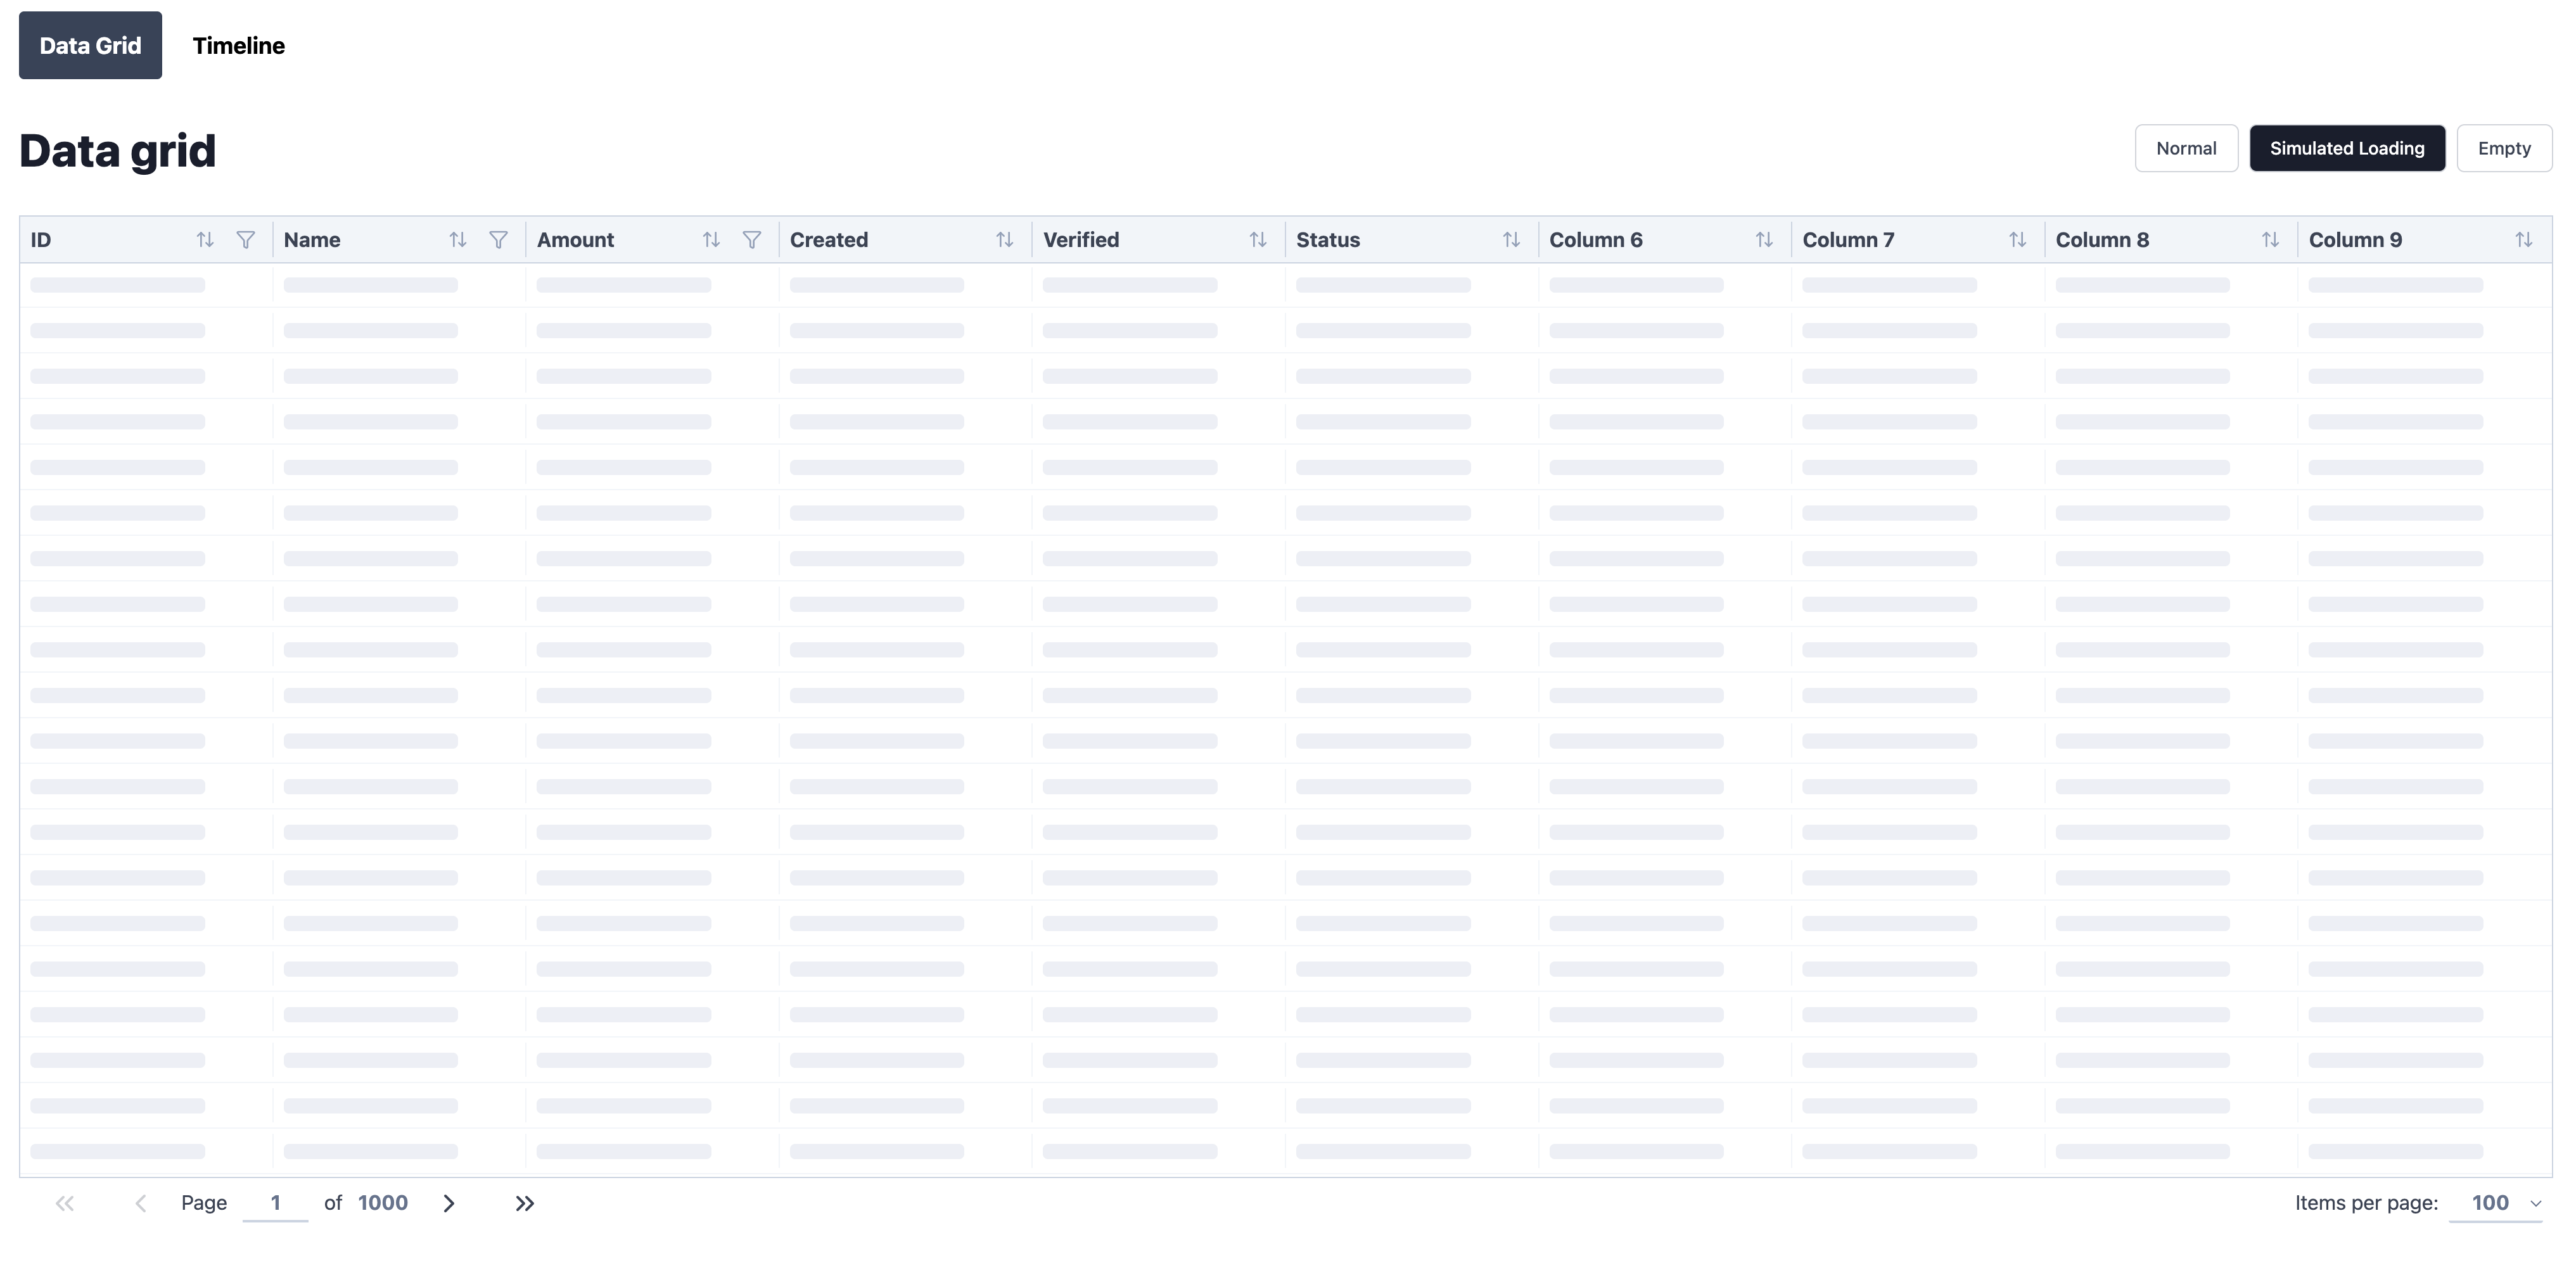 Data Grid Timeline
Data grid
Normal Simulated Loading Empty
ID Name Amount Created Verified Status Column 6 Column 7 Column 8 Column 9
Page 1 of 1000 Items per page: 100